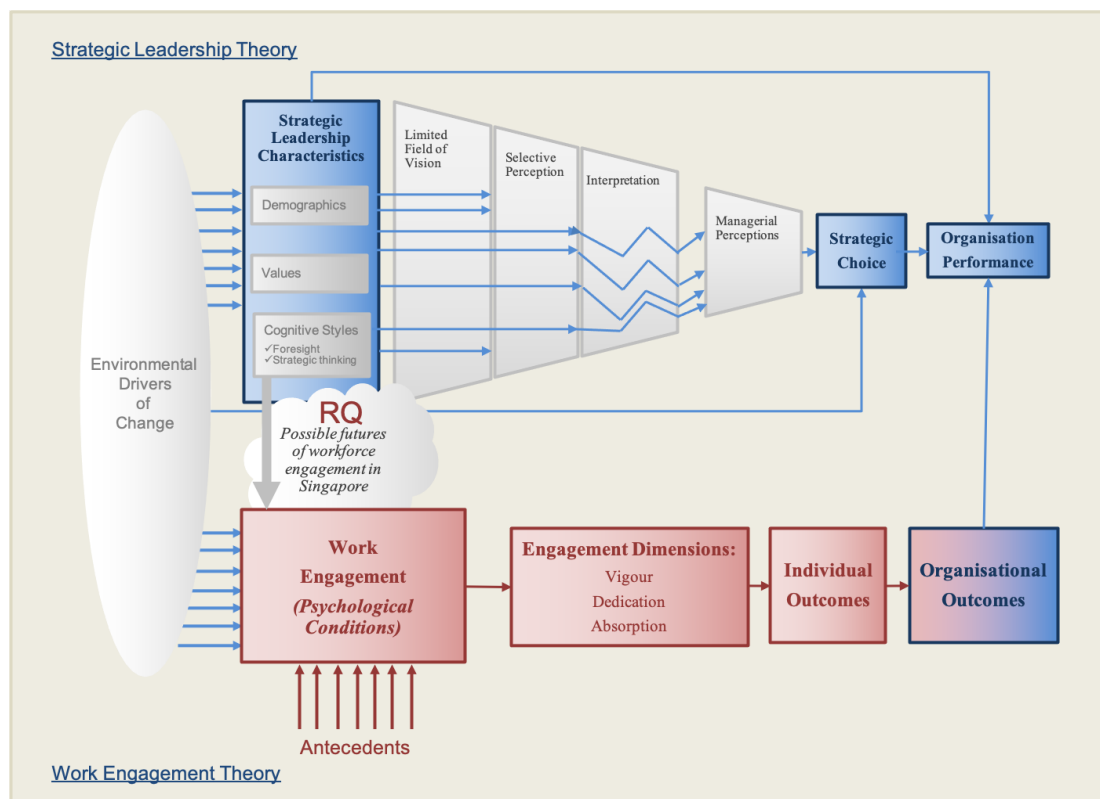 Strategic Leadership Theory
Strategic
Leadership
Characteristics
Demographics
Values
Cognitive Styles
✓Foresight
✓Strategic thinking
Limited
Field of
Vision
Selective
Perception
Interpretation
Managerial
Perceptions
Strategic
Choice
Organisation
Performance
Environmental
Drivers
of
Change
RQ
Possible futures
of workforce
engagement in
Singapore
Work
Engagement
(Psychological
Conditions)
Engagement Dimensions:
Vigour
Dedication
Absorption
Individual
Outcomes
Organisational
Outcomes
Antecedents
Work Engagement Theory